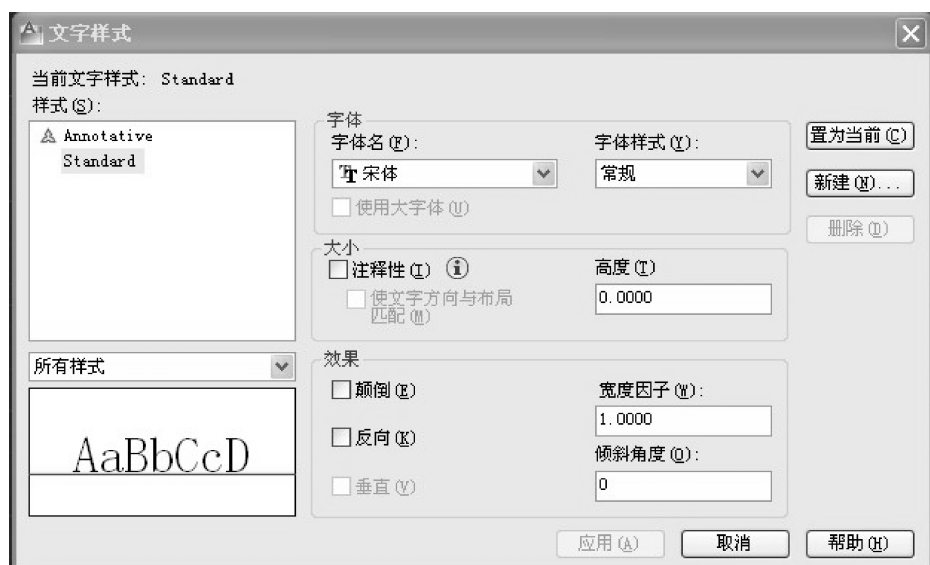 文字样式
当前文字样式: Standard
样式(S):
Annotative
Standard
所有样式
AaBbCcD
字体
字体名(F):
宋体
使用大字体(U)
字体样式(Y):
常规
大小
注释性(I)
使文字方向与布局
匹配(M)
高度(T)
0.0000
效果
颠倒(E)
反向(K)
垂直(V)
宽度因子(W):
1.0000
倾斜角度(O):
0
置为当前(C)
新建(N)...
删除(D)
应用(A)
取消
帮助(H)